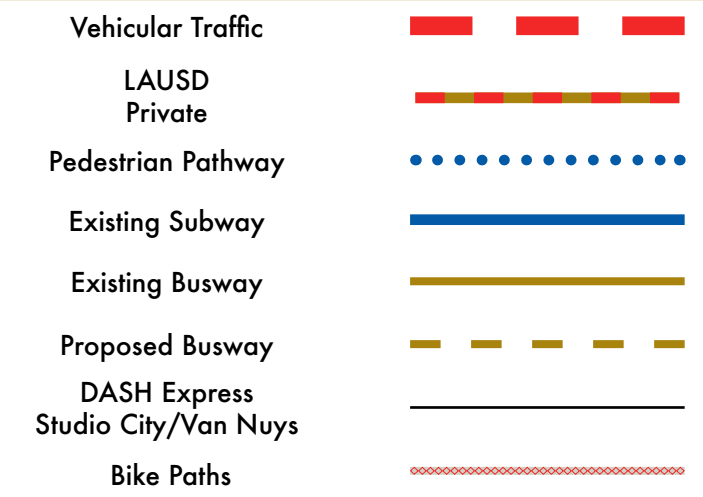 Vehicular Traffic
LAUSD
Private
Pedestrian Pathway
Existing Subway
Existing Busway
Proposed Busway
DASH Express
Studio City/Van Nuys
Bike Paths